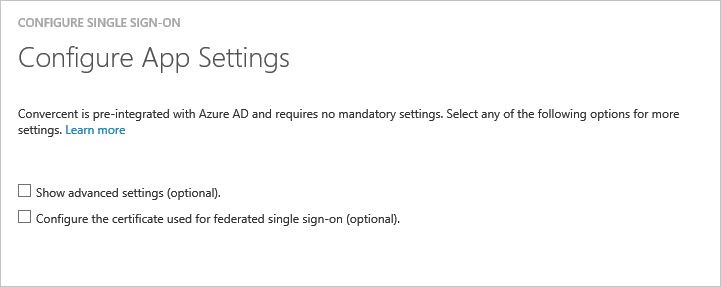 CONFIGURE SINGLE SIGN-ON
Configure App Settings
Convercent is pre-integrated with Azure AD and requires no mandatory settings. Select any of the following options for more
settings. Learn more
Show advanced settings (optional).
Configure the certificate used for federated single sign-on (optional).